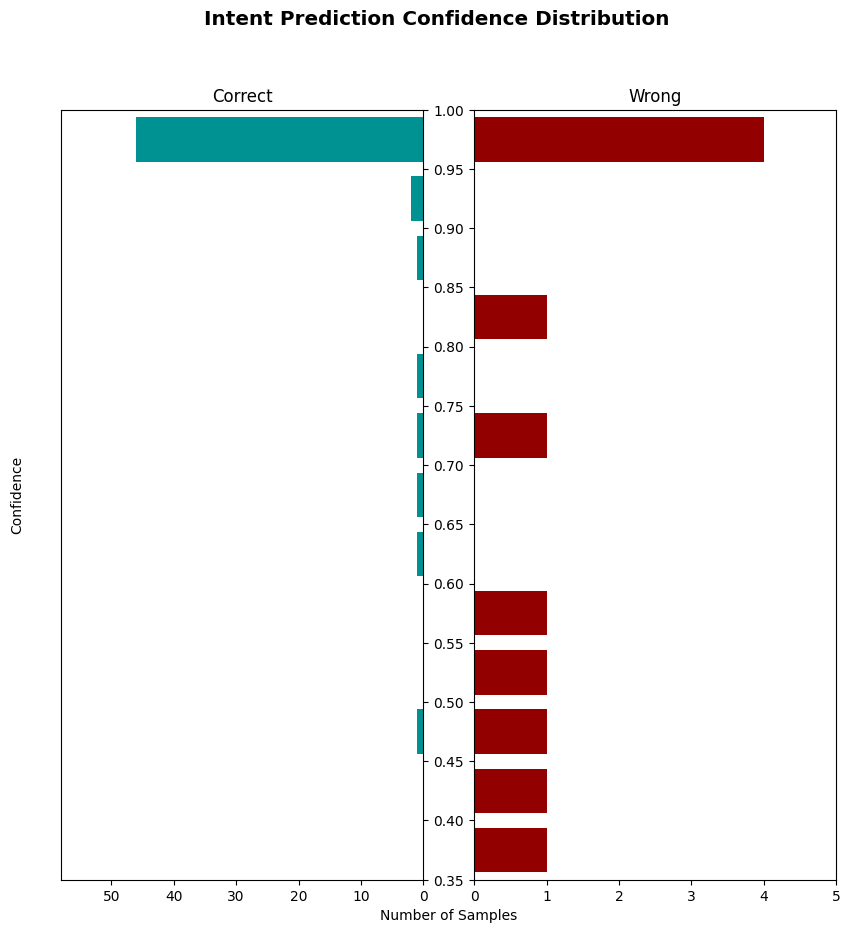 Intent Prediction Confidence Distribution
Correct
Wrong
1.00
0.95
0.90
0.85
0.80
0.75
0.70
0.65
0.60
0.55
0.50
0.45
0.40
0.35
Confidence
50 40 30 20 10 0
0 1 2 3 4 5
Number of Samples